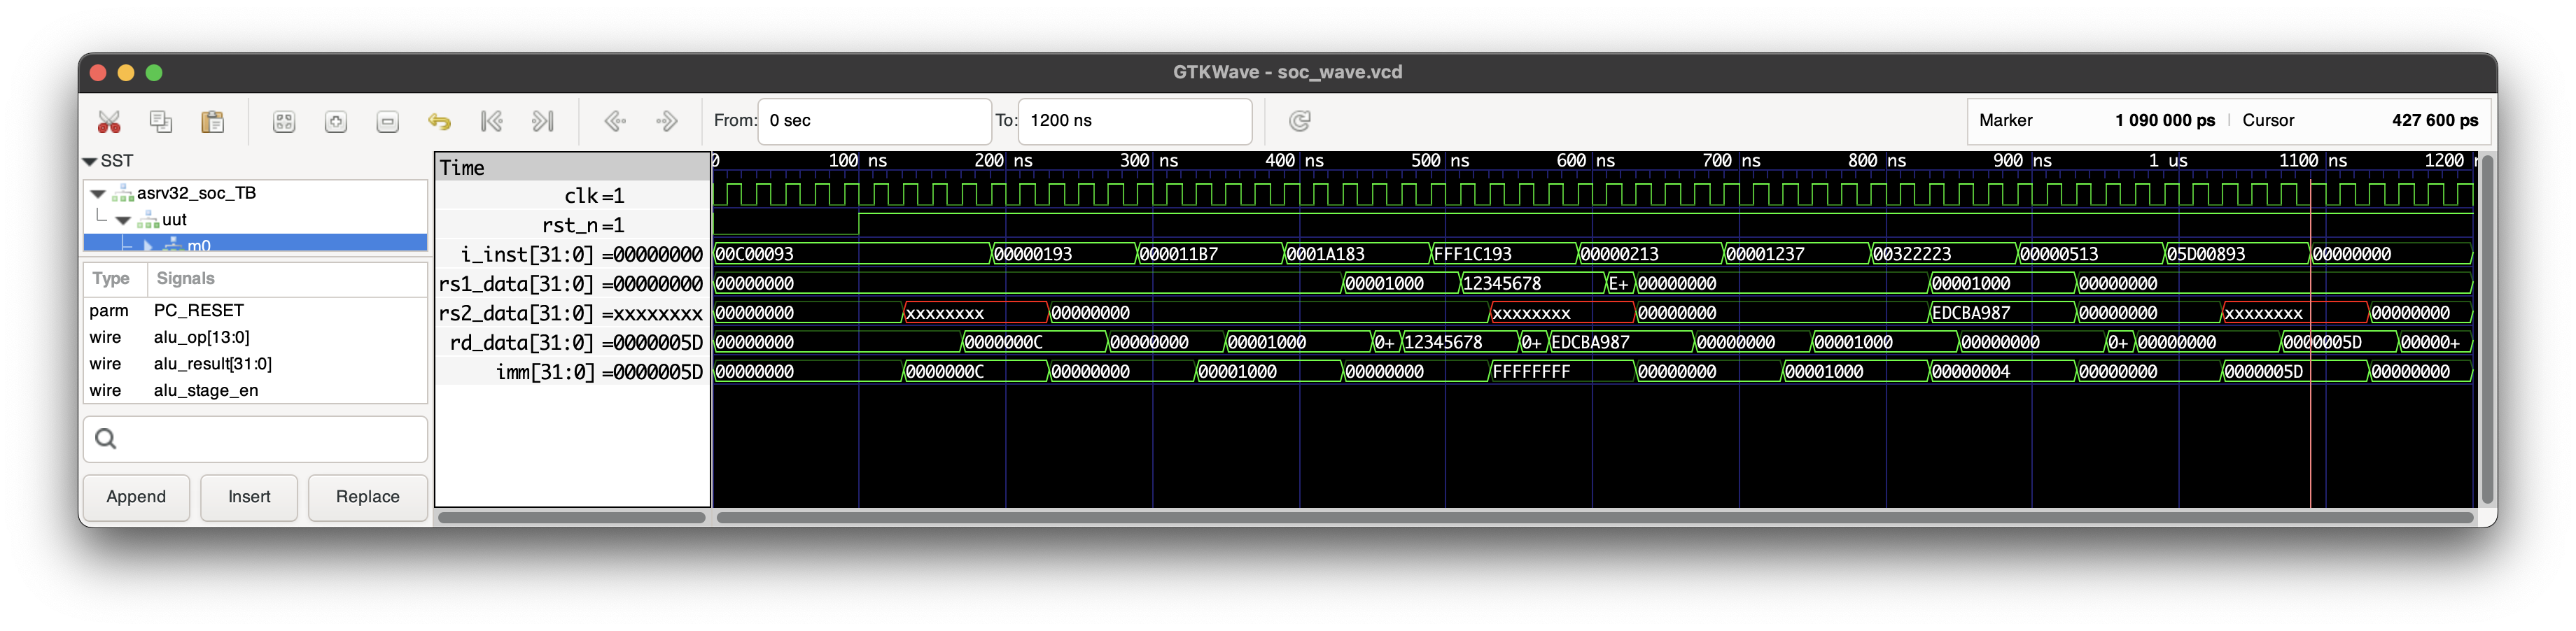 GTKWave - soc_wave.vcd
From: 0 sec To: 1200 ns Marker 1 090 000 ps | Cursor 427 600 ps
SST
asrv32_soc_TB
uut
m0
Type Signals
parm PC_RESET
wire alu_op[13:0]
wire alu_result[31:0]
wire alu_stage_en
Append Insert Replace
Time 0 100 ns 200 ns 300 ns 400 ns 500 ns 600 ns 700 ns 800 ns 900 ns 1 us 1100 ns 1200
clk =1
rst_n =1
i_inst[31:0] =00000000 00C00093 00000193 000011B7 0001A183 FFF1C193 00000213 00001237 00322223 00000513 05D00893 00000000
rs1_data[31:0] =00000000 00000000 00001000 12345678 E+ 00000000 00001000 00000000
rs2_data[31:0] =xxxxxxxx 00000000 xxxxxxxx 00000000 xxxxxxxx 00000000 EDCBA987 00000000 xxxxxxxx 00000000
rd_data[31:0] =0000005D 00000000 0000000C 00000000 00001000 0+ 12345678 0+ EDCBA987 00000000 00001000 00000000 0+ 00000000 0000005D 00000+
imm[31:0] =0000005D 00000000 0000000C 00000000 00001000 00000000 FFFFFFFF 00000000 00001000 00000004 00000000 0000005D 00000000